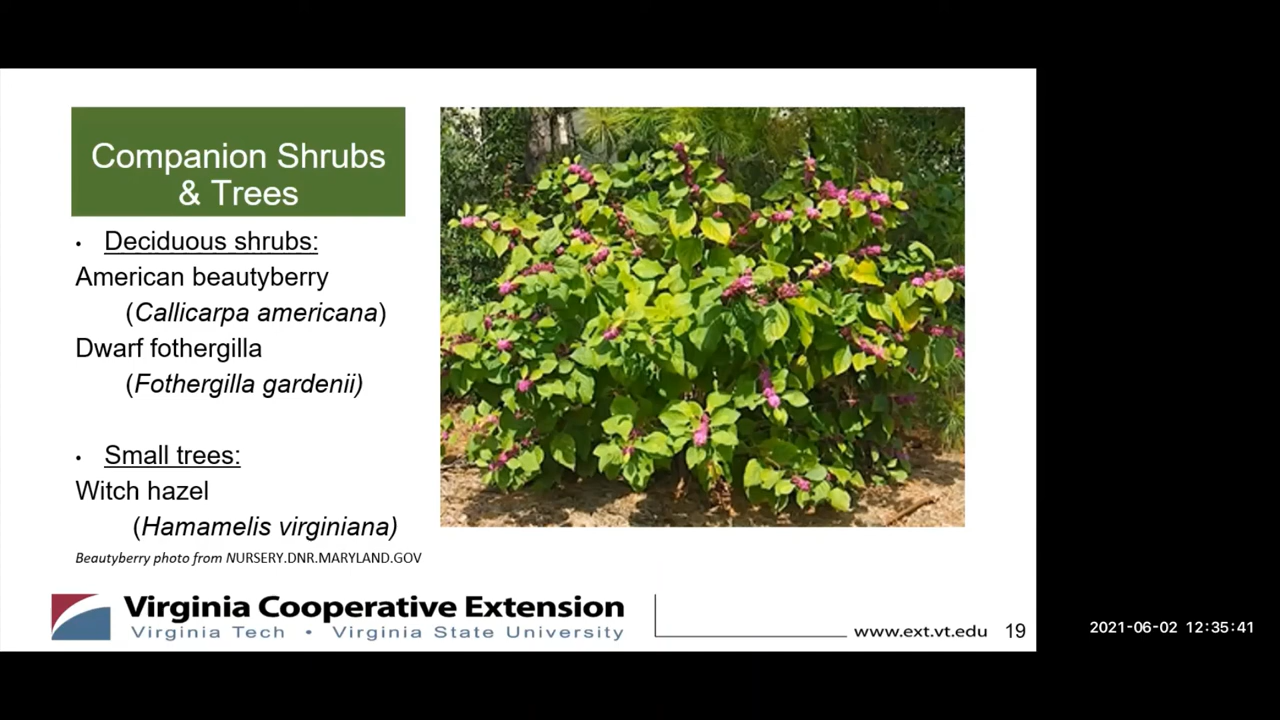 Companion Shrubs
& Trees
• Deciduous shrubs:
American beautyberry
(Callicarpa americana)
Dwarf fothergilla
(Fothergilla gardenii)
• Small trees:
Witch hazel
(Hamamelis virginiana)
Beautyberry photo from NURSERY.DNR.MARYLAND.GOV
Virginia Cooperative Extension
Virginia Tech • Virginia State University
www.ext.vt.edu 19
2021-06-02 12:35:41